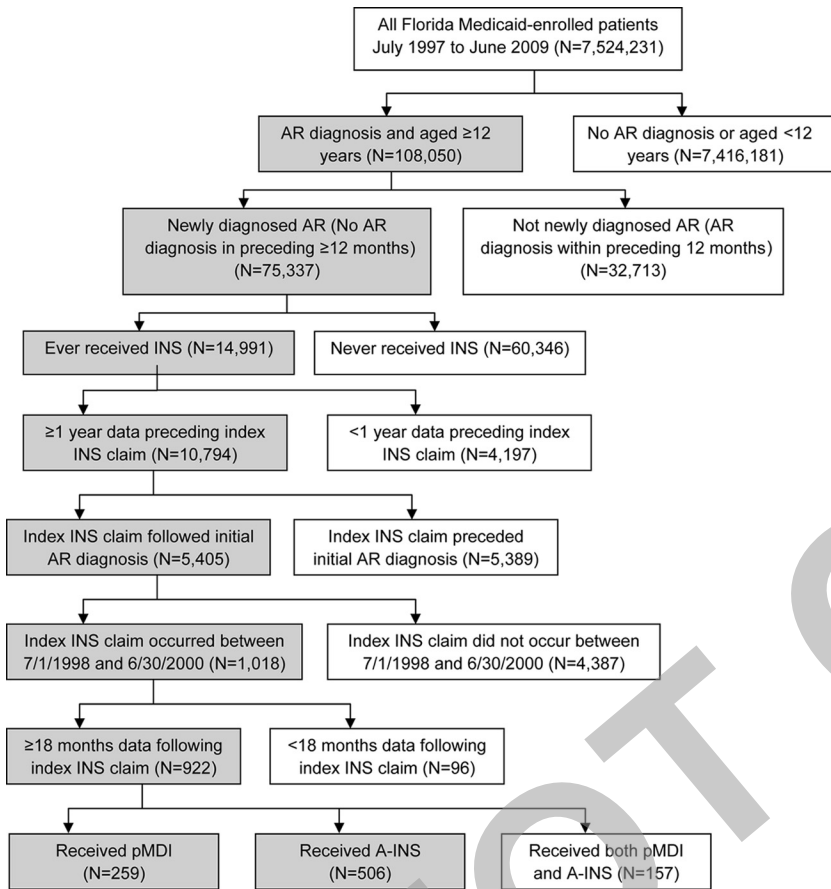 All Florida Medicaid-enrolled patients
July 1997 to June 2009 (N=7,524,231)
AR diagnosis and aged ≥12
years (N=108,050)
No AR diagnosis or aged <12
years (N=7,416,181)
Newly diagnosed AR (No AR
diagnosis in preceding ≥12 months)
(N=75,337)
Not newly diagnosed AR (AR
diagnosis within preceding 12 months)
(N=32,713)
Ever received INS (N=14,991)
Never received INS (N=60,346)
≥1 year data preceding index
INS claim (N=10,794)
<1 year data preceding index
INS claim (N=4,197)
Index INS claim followed initial
AR diagnosis (N=5,405)
Index INS claim preceded
initial AR diagnosis (N=5,389)
Index INS claim occurred between
7/1/1998 and 6/30/2000 (N=1,018)
Index INS claim did not occur between
7/1/1998 and 6/30/2000 (N=4,387)
≥18 months data following
index INS claim (N=922)
<18 months data following
index INS claim (N=96)
Received pMDI
(N=259)
Received A-INS
(N=506)
Received both pMDI
and A-INS (N=157)